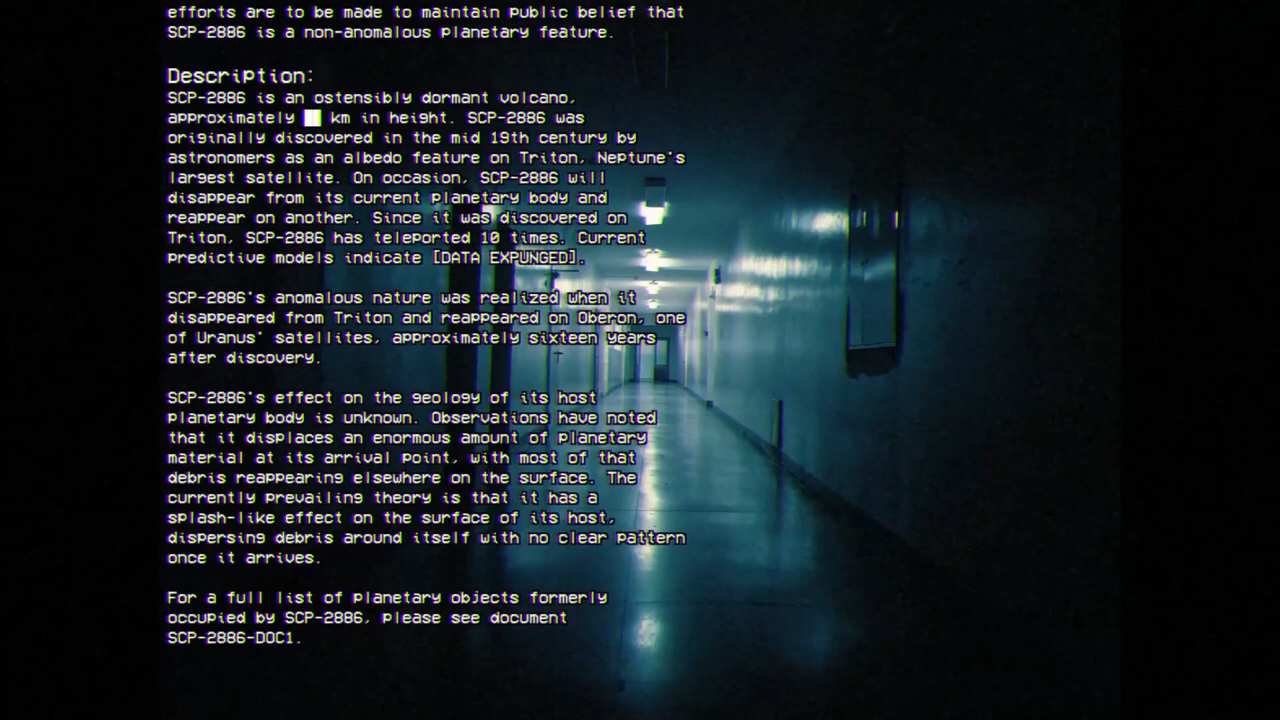 efforts are to be made to maintain public belief that
SCP-2886 is a non-anomalous planetary feature.
Description:
SCP-2886 is an ostensibly dormant volcano,
approximately ██ km in height. SCP-2886 was
originally discovered in the mid 19th century by
astronomers as an albedo feature on Triton, Neptune's
largest satellite. On occasion, SCP-2886 will
disappear from its current planetary body and
reappear on another. Since it was discovered on
Triton, SCP-2886 has teleported 10 times. Current
predictive models indicate [DATA EXPUNGED].
SCP-2886's anomalous nature was realized when it
disappeared from Triton and reappeared on Oberon, one
of Uranus' satellites, approximately sixteen years
after discovery.
SCP-2886's effect on the geology of its host
planetary body is unknown. Observations have noted
that it displaces an enormous amount of planetary
material at its arrival point, with most of that
debris reappearing elsewhere on the surface. The
currently prevailing theory is that it has a
splash-like effect on the surface of its host,
dispersing debris around itself with no clear pattern
once it arrives.
For a full list of planetary objects formerly
occupied by SCP-2886, please see document
SCP-2886-DOC1.